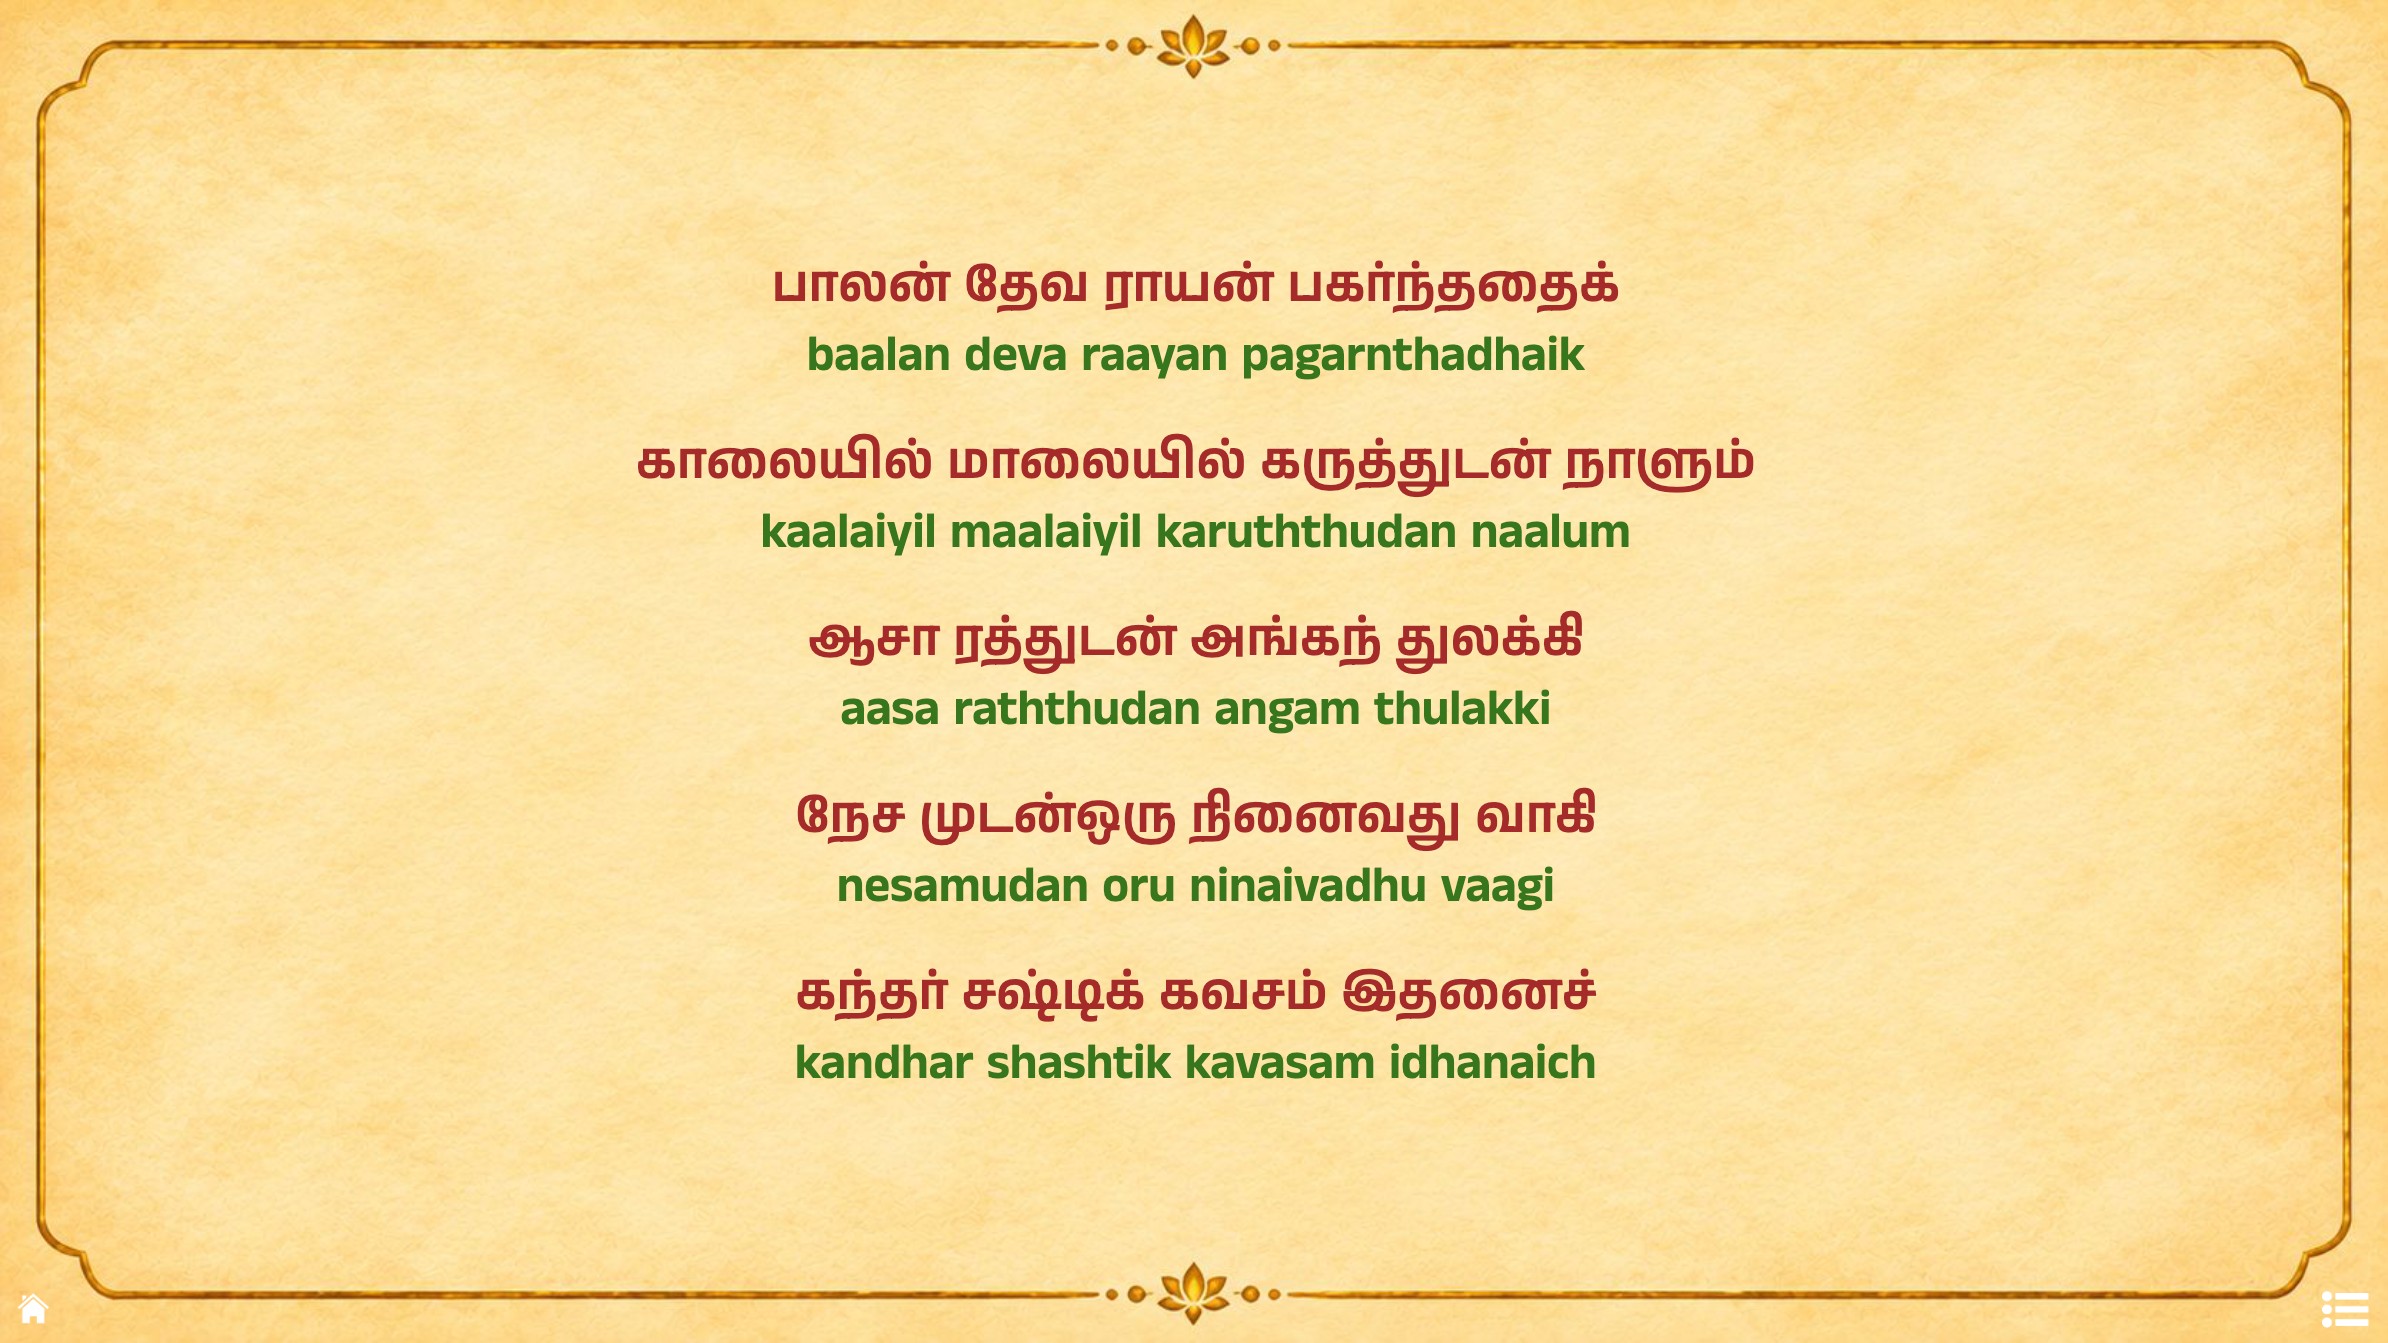 பாலன் தேவ ராயன் பகர்ந்ததைக்
baalan deva raayan pagarnthadhaik
காலையில் மாலையில் கருத்துடன் நாளும்
kaalaiyil maalaiyil karuththudan naalum
ஆசா ரத்துடன் அங்கந் துலக்கி
aasa raththudan angam thulakki
நேச முடன்ஒரு நினைவது வாகி
nesamudan oru ninaivadhu vaagi
கந்தர் சஷ்டிக் கவசம் இதனைச்
kandhar shashtik kavasam idhanaich